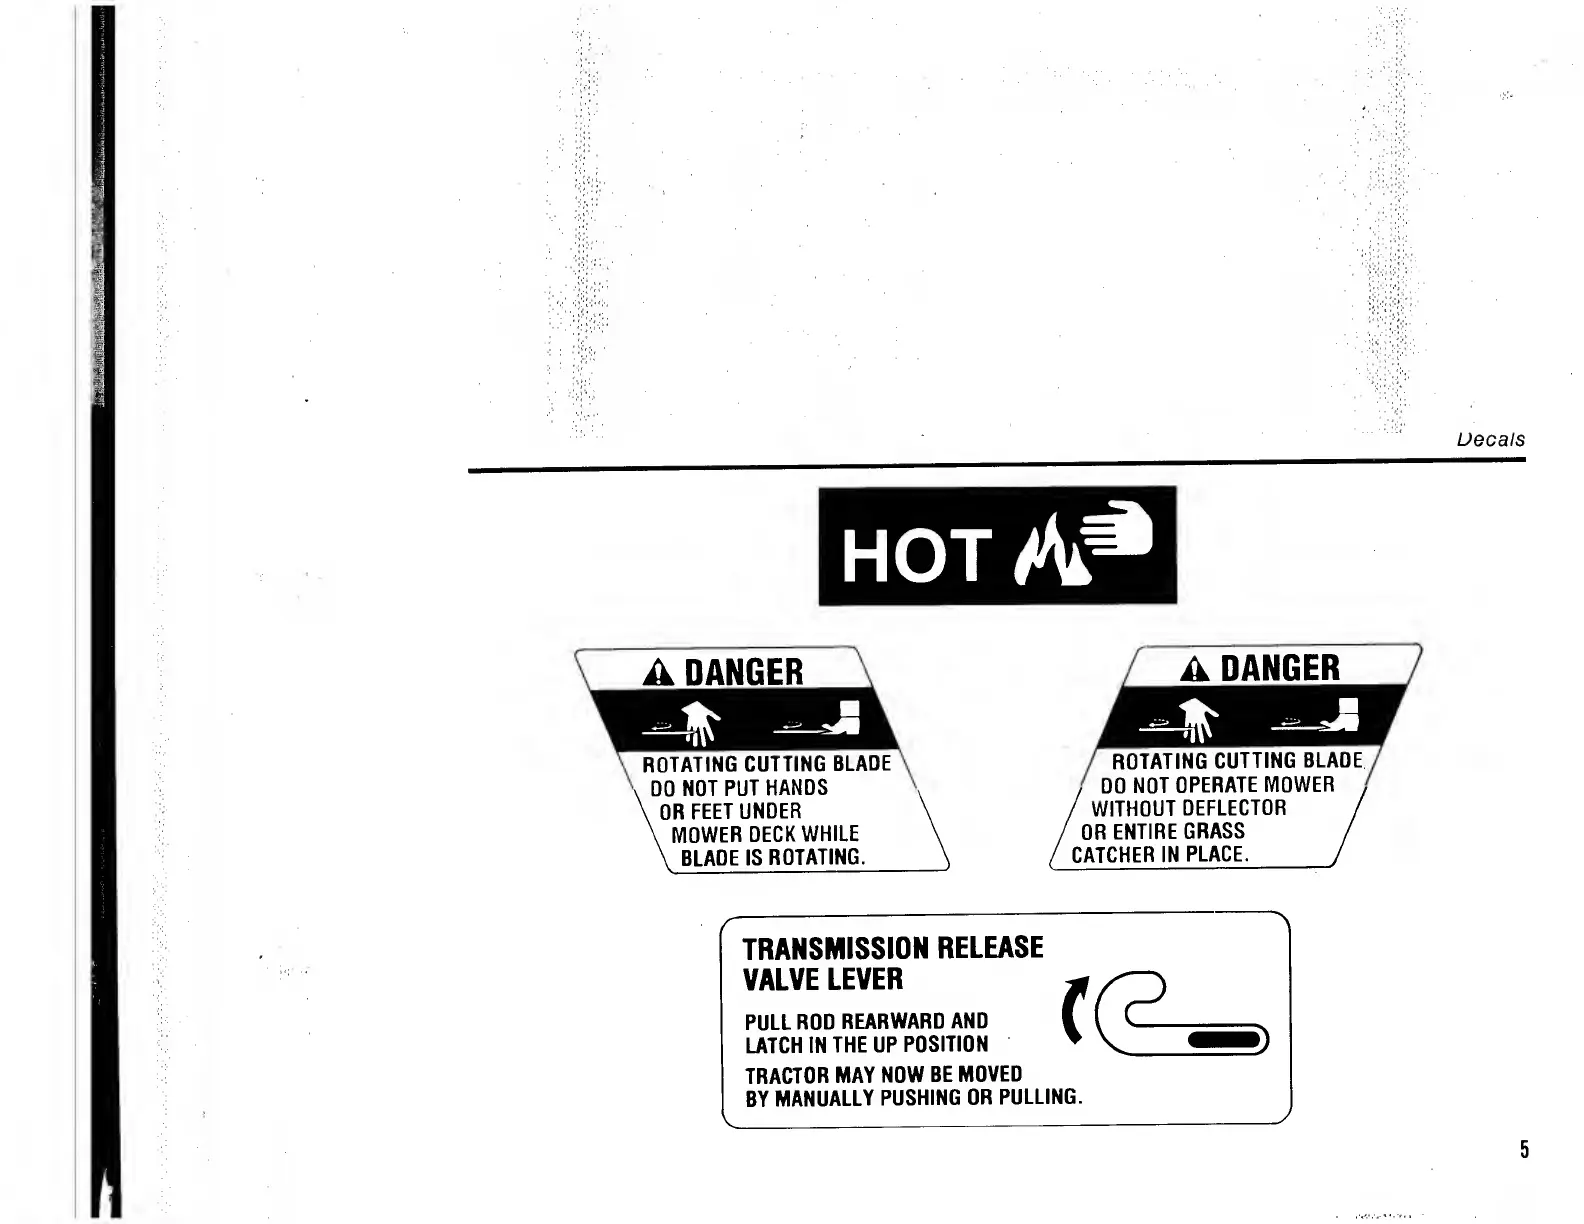 Decals
HOT
DANGER
ROTATING CUTTING BLADE
DO NOT PUT HANDS
OR FEET UNDER
MOWER DECK WHILE
BLADE IS ROTATING.
DANGER
ROTATING CUTTING BLADE.
DO NOT OPERATE MOWER
WITHOUT DEFLECTOR
OR ENTIRE GRASS
CATCHER IN PLACE.
TRANSMISSION RELEASE
VALVE LEVER
PULL ROD REARWARD AND
LATCH IN THE UP POSITION
TRACTOR MAY NOW BE MOVED
BY MANUALLY PUSHING OR PULLING.
5